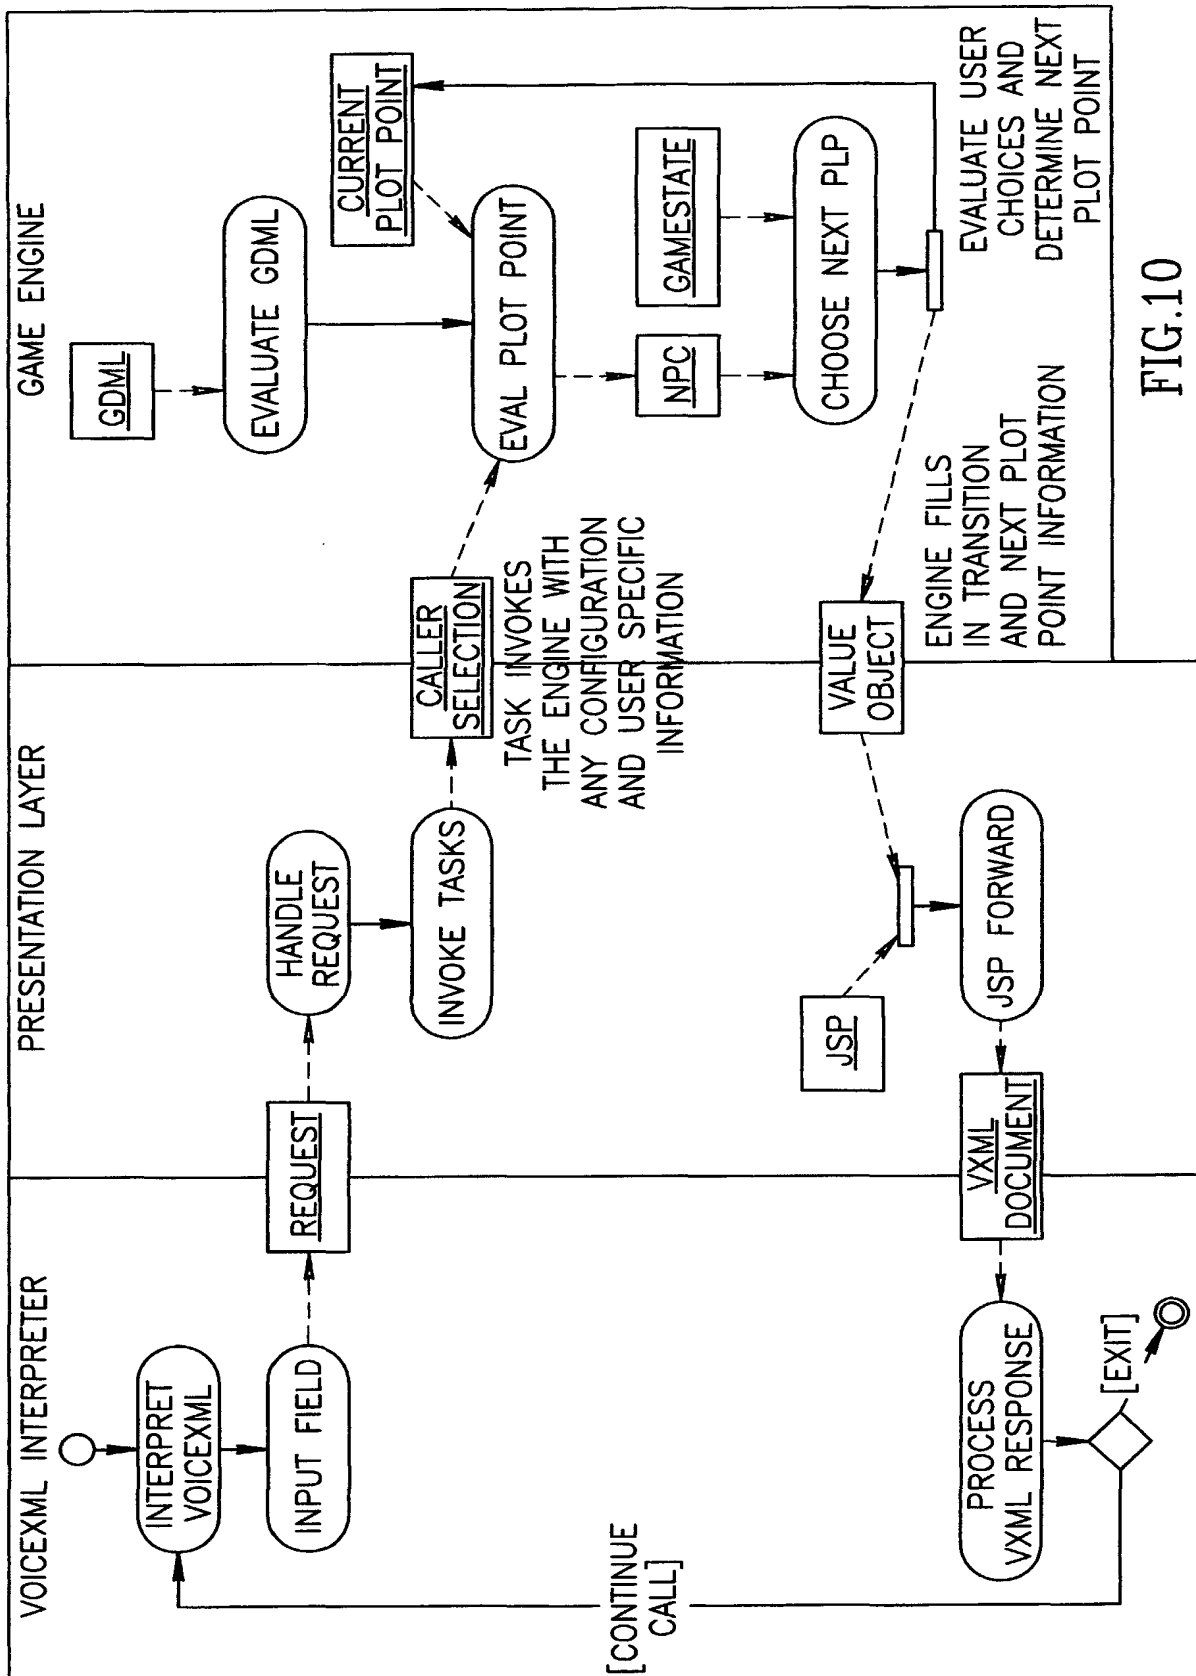 VOICEXML INTERPRETER
INTERPRET
VOICEXML
INPUT FIELD
REQUEST
[CONTINUE
CALL]
PROCESS
VXML RESPONSE
[EXIT]
PRESENTATION LAYER
HANDLE
REQUEST
INVOKE TASKS
CALLER
SELECTION
TASK INVOKES
THE ENGINE WITH
ANY CONFIGURATION
AND USER SPECIFIC
INFORMATION
JSP
VALUE
OBJECT
JSP FORWARD
VXML
DOCUMENT
GAME ENGINE
GDML
EVALUATE GDML
CURRENT
PLOT POINT
EVAL PLOT POINT
NPC
GAMESTATE
CHOOSE NEXT PLP
ENGINE FILLS
IN TRANSITION
AND NEXT PLOT
POINT INFORMATION
EVALUATE USER
CHOICES AND
DETERMINE NEXT
PLOT POINT
FIG.10